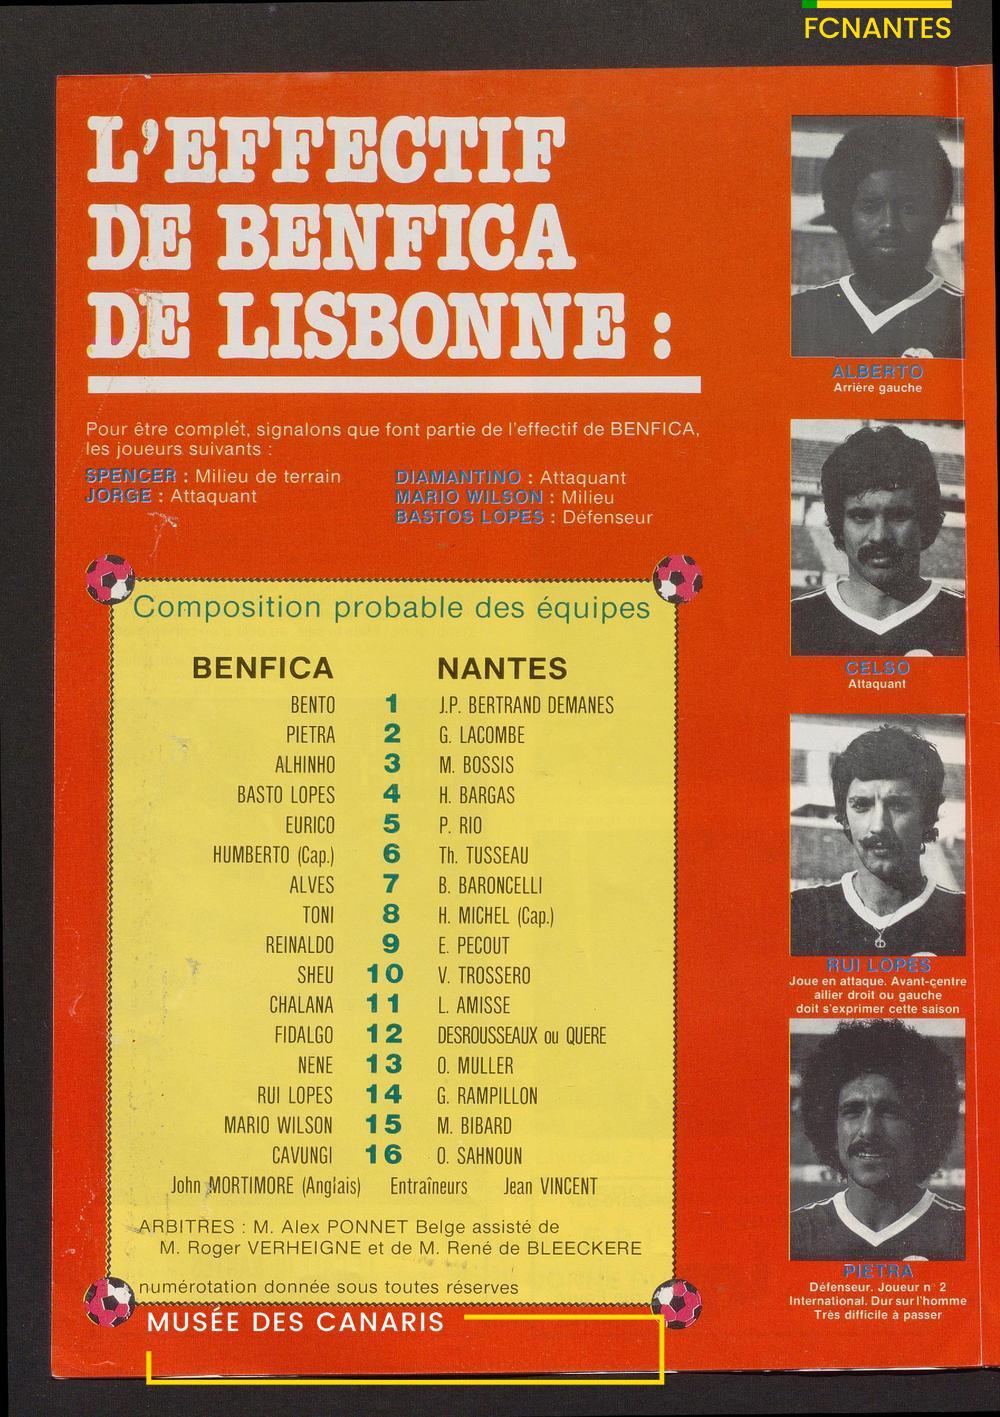 FCNANTES
L'EFFECTIF
DE BENFICA
DE LISBONNE :
Pour être complet, signalons que font partie de l'effectif de BENFICA,
les joueurs suivants :
SPENCER : Milieu de terrain
JORGE : Attaquant
DIAMANTINO : Attaquant
MARIO WILSON : Milieu
BASTOS LOPES : Défenseur
Composition probable des équipes
BENFICA NANTES
BENTO 1 J.P. BERTRAND DEMANES
PIETRA 2 G. LACOMBE
ALHINHO 3 M. BOSSIS
BASTO LOPES 4 H. BARGAS
EURICO 5 P. RIO
HUMBERTO (Cap.) 6 Th. TUSSEAU
ALVES 7 B. BARONCELLI
TONI 8 H. MICHEL (Cap.)
REINALDO 9 E. PECOUT
SHEU 10 V. TROSSERO
CHALANA 11 L. AMISSE
FIDALGO 12 DESROUSSEAUX ou QUERE
NENE 13 O. MULLER
RUI LOPES 14 G. RAMPILLON
MARIO WILSON 15 M. BIBARD
CAVUNGI 16 O. SAHNOUN
John MORTIMORE (Anglais) Entraîneurs Jean VINCENT
ARBITRES : M. Alex PONNET Belge assisté de
M. Roger VERHEIGNE et de M. René de BLEECKERE
numérotation donnée sous toutes réserves
MUSÉE DES CANARIS
ALBERTO
Arrière gauche
CELSO
Attaquant
RUI LOPES
Joue en attaque. Avant-centre
ailier droit ou gauche
doit s'exprimer cette saison
PIETRA
Défenseur. Joueur n° 2
International. Dur sur l'homme
Très difficile à passer